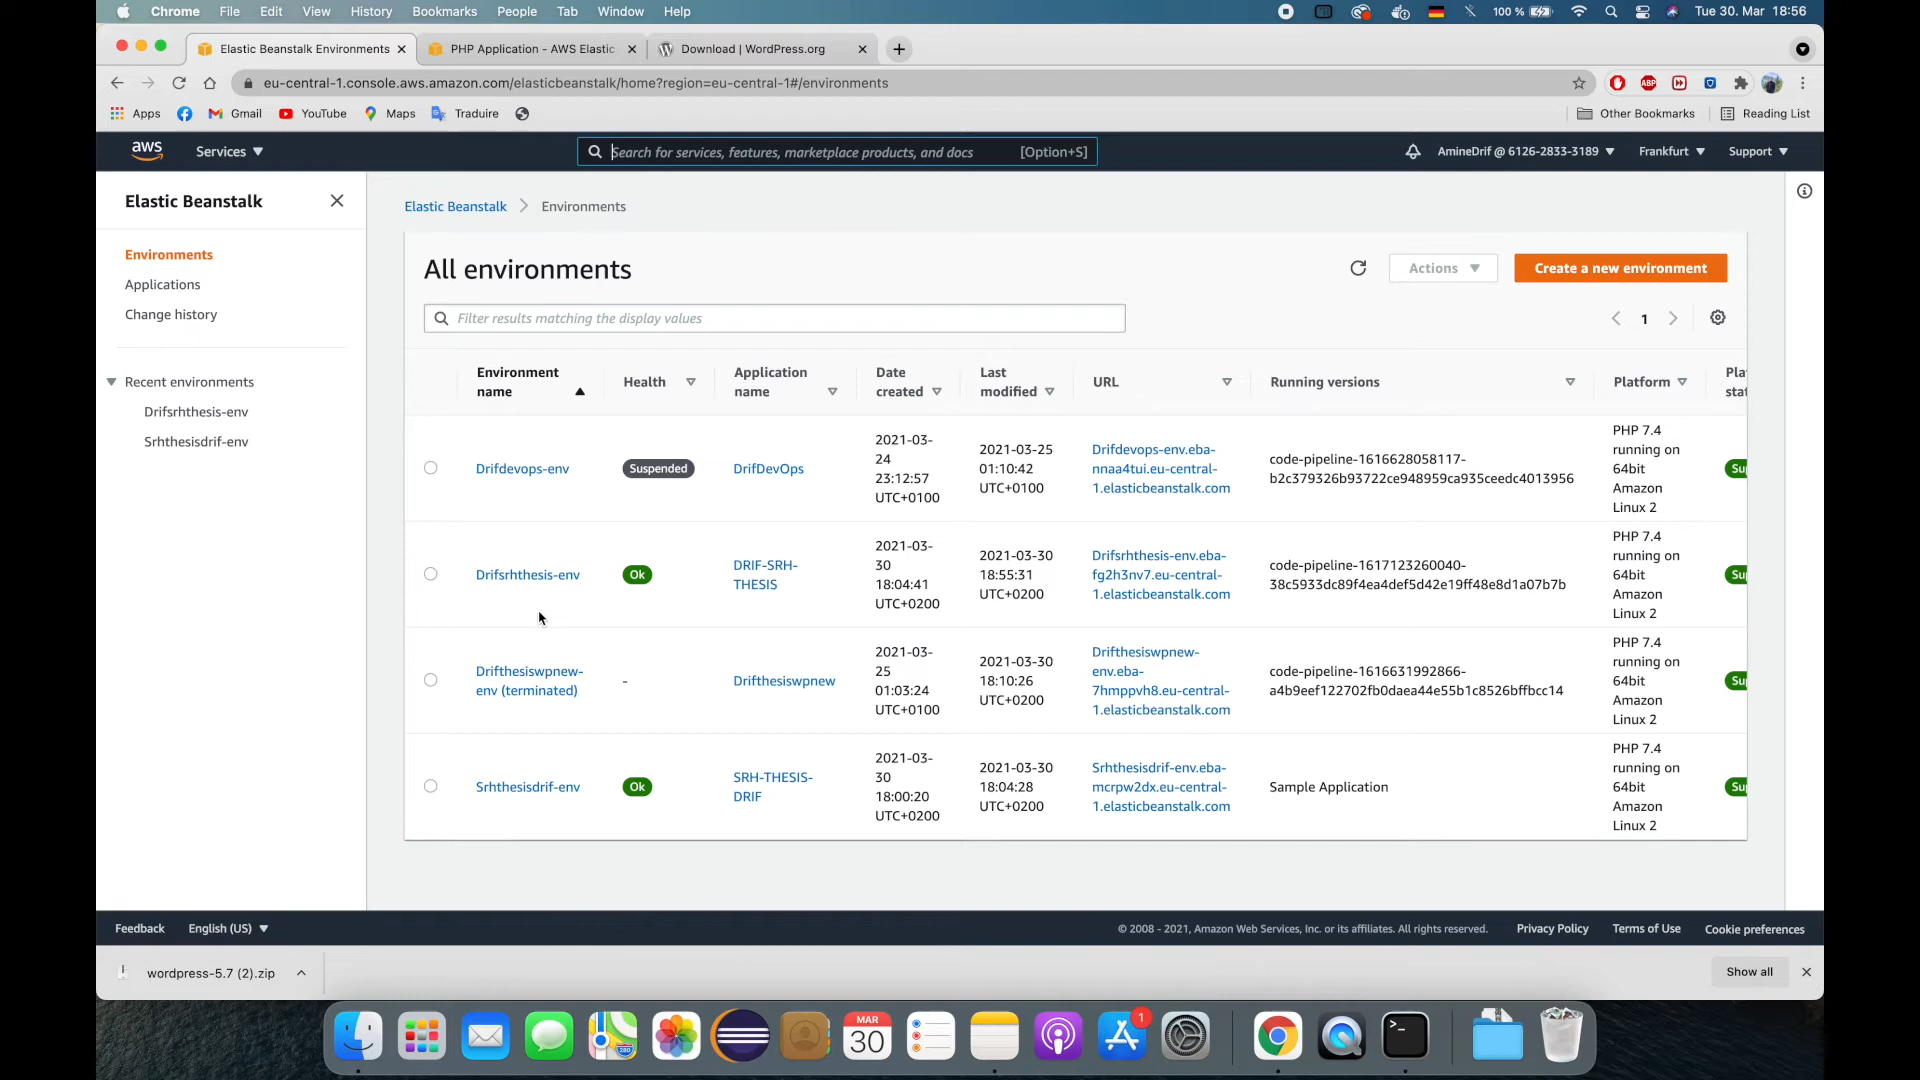 Chrome File Edit View History Bookmarks People Tab Window Help 100 % Tue 30. Mar 18:56
Elastic Beanstalk Environments PHP Application - AWS Elastic Download | WordPress.org
eu-central-1.console.aws.amazon.com/elasticbeanstalk/home?region=eu-central-1#/environments
Apps Gmail YouTube Maps Traduire Other Bookmarks Reading List
aws Services Search for services, features, marketplace products, and docs [Option+S] AmineDrif @ 6126-2833-3189 Frankfurt Support
Elastic Beanstalk
Environments
Applications
Change history
Recent environments
Drifsrhthesis-env
Srhthesisdrif-env
Elastic Beanstalk Environments
All environments
Actions Create a new environment
Filter results matching the display values
1
Environment name Health Application name Date created Last modified URL Running versions Platform Pla stat
Drifdevops-env
Suspended
DrifDevOps
2021-03-
24
23:12:57
UTC+0100
2021-03-25
01:10:42
UTC+0100
Drifdevops-env.eba-
nnaa4tui.eu-central-
1.elasticbeanstalk.com
code-pipeline-1616628058117-
b2c379326b93722ce948959ca935ceedc4013956
PHP 7.4
running on
64bit
Amazon
Linux 2
Su
Drifsrhthesis-env
Ok
DRIF-SRH-
THESIS
2021-03-
30
18:04:41
UTC+0200
2021-03-30
18:55:31
UTC+0200
Drifsrhthesis-env.eba-
fg2h3nv7.eu-central-
1.elasticbeanstalk.com
code-pipeline-1617123260040-
38c5933dc89f4ea4def5d42e19ff48e8d1a07b7b
PHP 7.4
running on
64bit
Amazon
Linux 2
Su
Drifthesiswpnew-
env (terminated)
-
Drifthesiswpnew
2021-03-
25
01:03:24
UTC+0100
2021-03-30
18:10:26
UTC+0200
Drifthesiswpnew-
env.eba-
7hmppvh8.eu-central-
1.elasticbeanstalk.com
code-pipeline-1616631992866-
a4b9eef122702fb0daea44e55b1c8526bffbcc14
PHP 7.4
running on
64bit
Amazon
Linux 2
Su
Srhthesisdrif-env
Ok
SRH-THESIS-
DRIF
2021-03-
30
18:00:20
UTC+0200
2021-03-30
18:04:28
UTC+0200
Srhthesisdrif-env.eba-
mcrpw2dx.eu-central-
1.elasticbeanstalk.com
Sample Application
PHP 7.4
running on
64bit
Amazon
Linux 2
Su
Feedback English (US) © 2008 - 2021, Amazon Web Services, Inc. or its affiliates. All rights reserved. Privacy Policy Terms of Use Cookie preferences
wordpress-5.7 (2).zip Show all
MAR
30
1